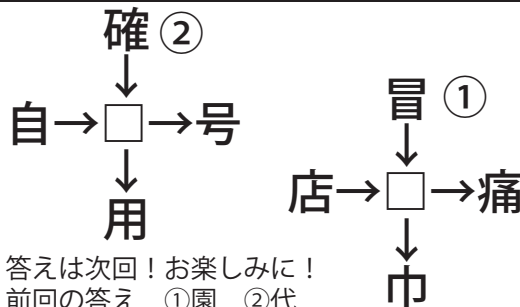 確 ②
↓
自→□→号
↓
用
冒 ①
↓
店→□→痛
↓
巾
答えは次回！お楽しみに！
前回の答え　①園　②代